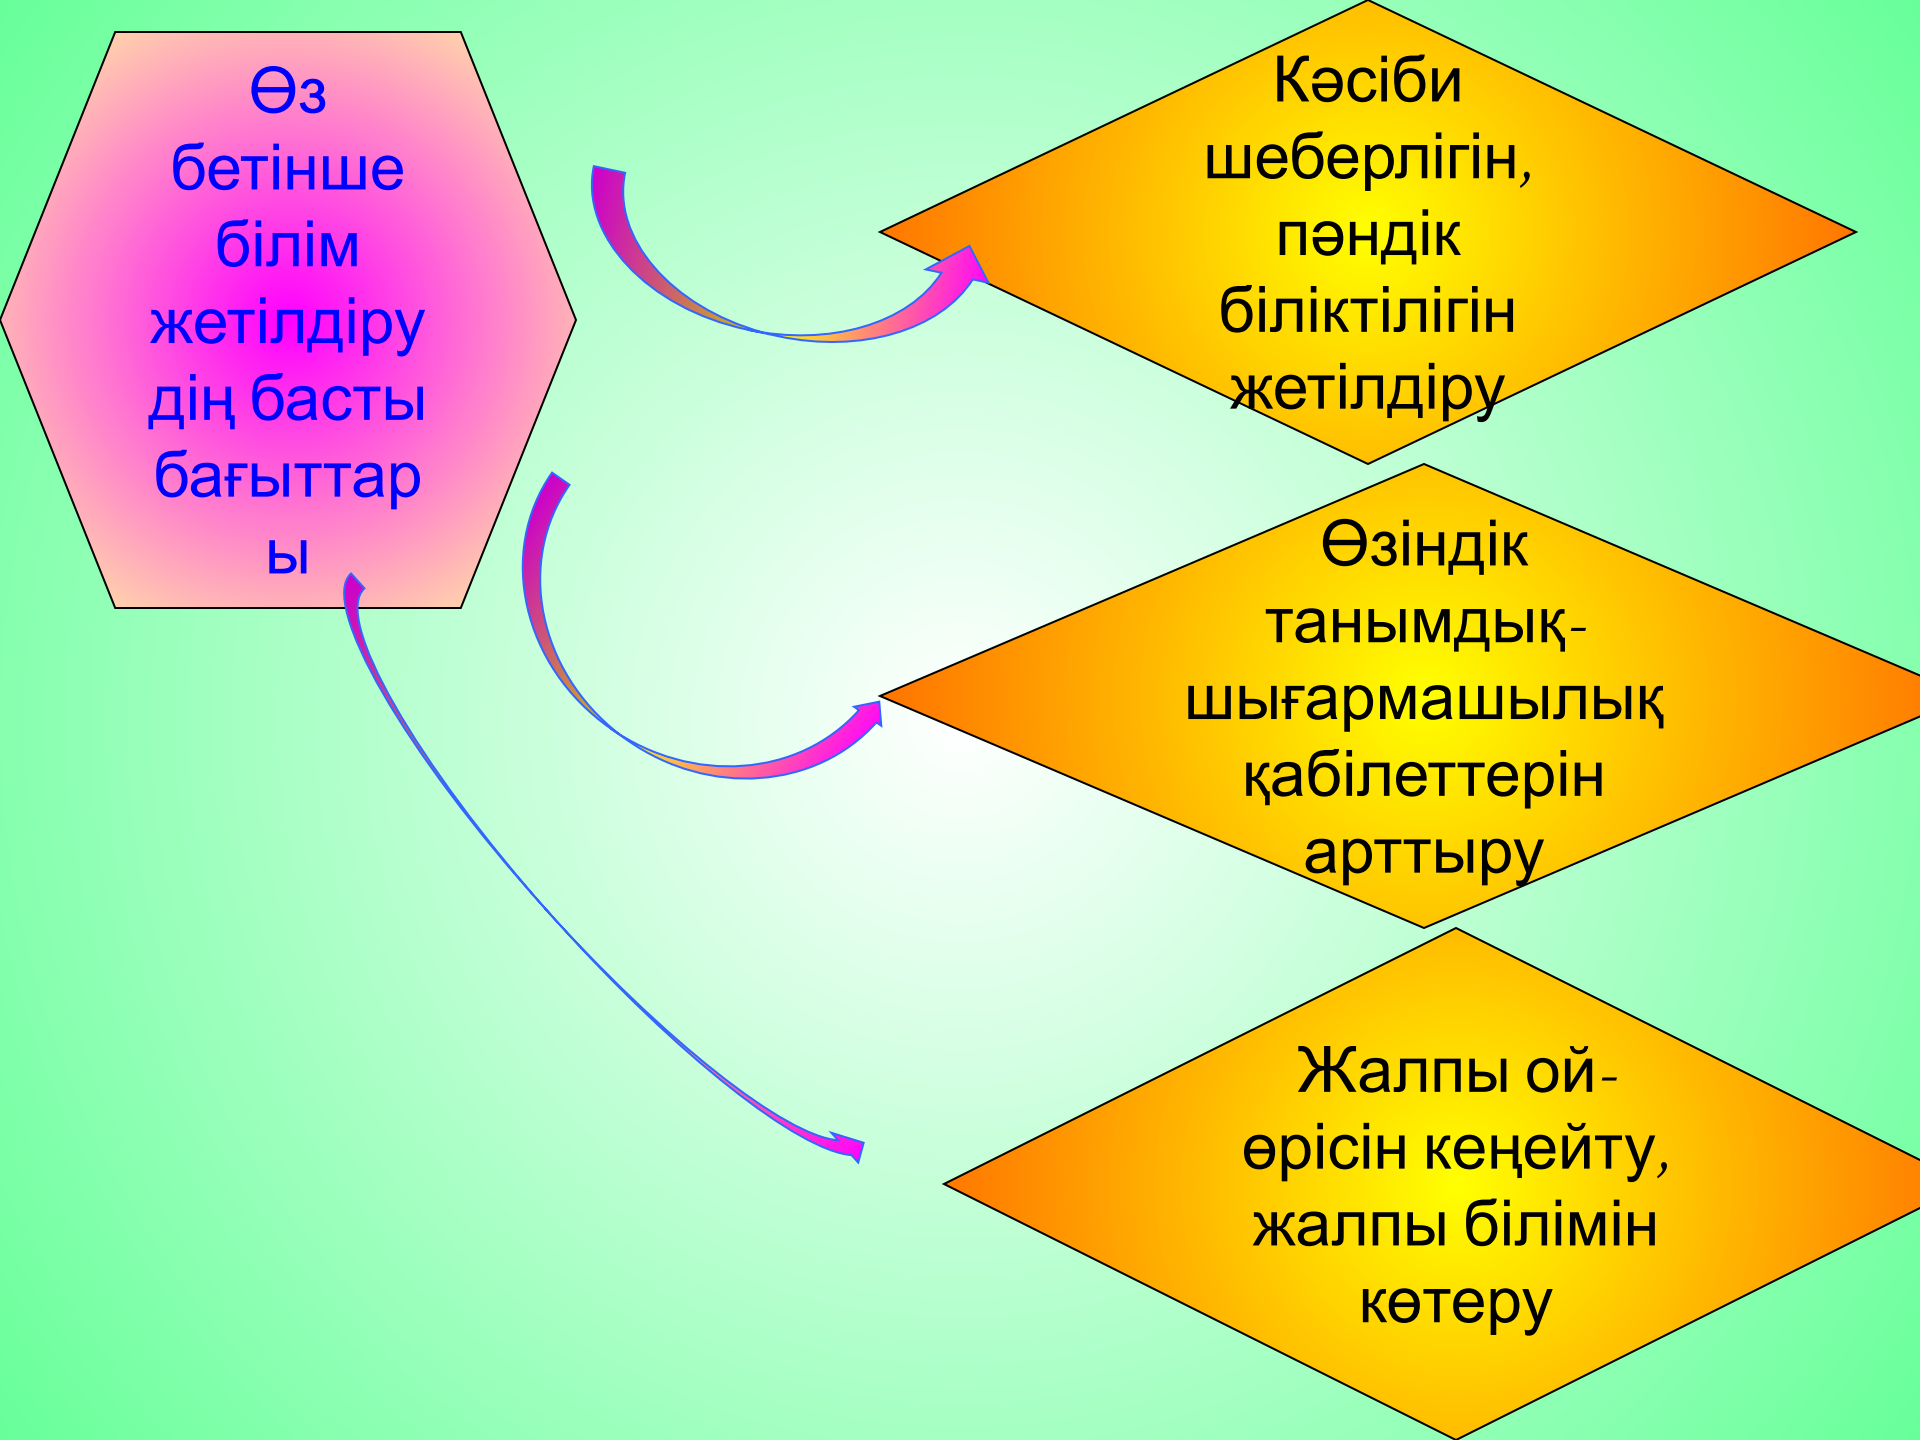 Өз
бетінше
білім
жетілдіру
дің басты
бағыттар
ы
Кәсіби
шеберлігін,
пәндік
біліктілігін
жетілдіру
Өзіндік
танымдық-
шығармашылық
қабілеттерін
арттыру
Жалпы ой-
өрісін кеңейту,
жалпы білімін
көтеру